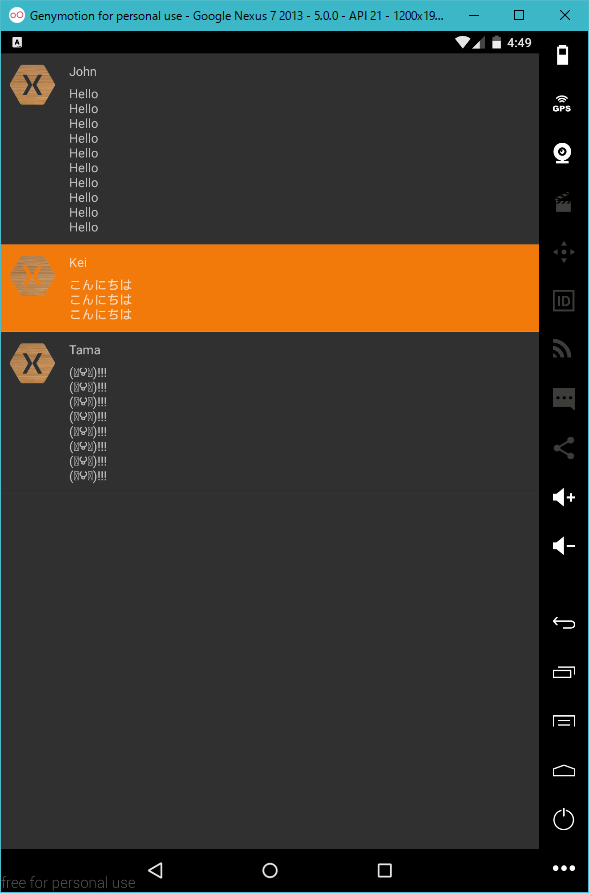 Genymotion for personal use - Google Nexus 7 2013 - 5.0.0 - API 21 - 1200x19...
A
4:49
John
Hello
Hello
Hello
Hello
Hello
Hello
Hello
Hello
Hello
Hello
Kei
こんにちは
こんにちは
こんにちは
Tama
GPS
ID
free for personal use